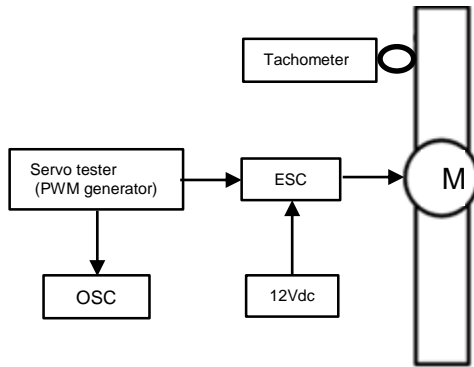 Tachometer
Servo tester
(PWM generator)
ESC
M
OSC
12Vdc